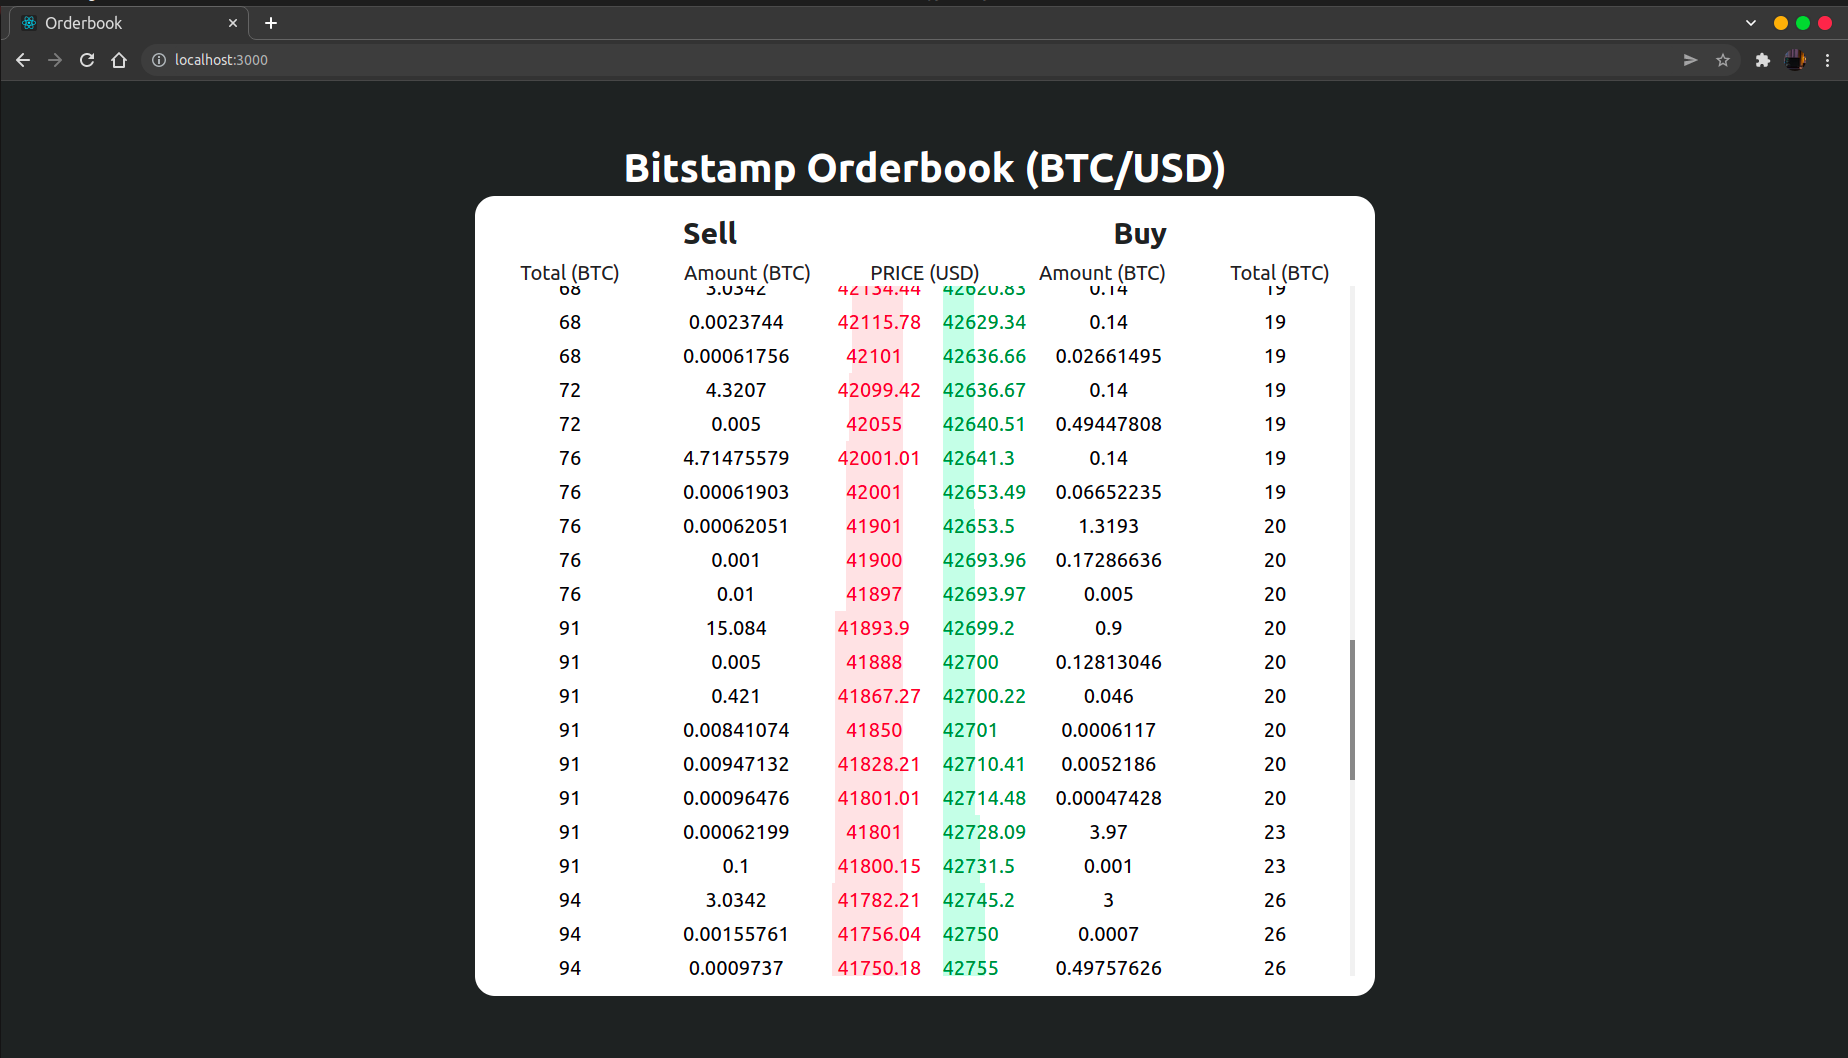 Orderbook
localhost:3000
Bitstamp Orderbook (BTC/USD)
Sell Buy
Total (BTC) Amount (BTC) PRICE (USD) Amount (BTC) Total (BTC)
68 3.0342 42134.44 42620.83 0.14 19
68 0.0023744 42115.78 42629.34 0.14 19
68 0.00061756 42101 42636.66 0.02661495 19
72 4.3207 42099.42 42636.67 0.14 19
72 0.005 42055 42640.51 0.49447808 19
76 4.71475579 42001.01 42641.3 0.14 19
76 0.00061903 42001 42653.49 0.06652235 19
76 0.00062051 41901 42653.5 1.3193 20
76 0.001 41900 42693.96 0.17286636 20
76 0.01 41897 42693.97 0.005 20
91 15.084 41893.9 42699.2 0.9 20
91 0.005 41888 42700 0.12813046 20
91 0.421 41867.27 42700.22 0.046 20
91 0.00841074 41850 42701 0.0006117 20
91 0.00947132 41828.21 42710.41 0.0052186 20
91 0.00096476 41801.01 42714.48 0.00047428 20
91 0.00062199 41801 42728.09 3.97 23
91 0.1 41800.15 42731.5 0.001 23
94 3.0342 41782.21 42745.2 3 26
94 0.00155761 41756.04 42750 0.0007 26
94 0.0009737 41750.18 42755 0.49757626 26